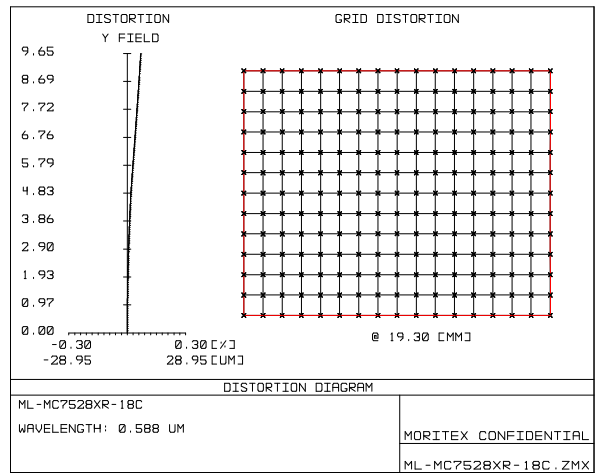 DISTORTION
GRID DISTORTION
Y FIELD
9.65
8.69
7.72
6.76
5.79
4.83
3.86
2.90
1.93
0.97
0.00
-0.30 0.30 [%]
-28.95 28.95 [UM]
@ 19.30 [MM]
DISTORTION DIAGRAM
ML-MC7528XR-18C
WAVELENGTH: 0.588 UM
MORITEX CONFIDENTIAL
ML-MC7528XR-18C.ZMX